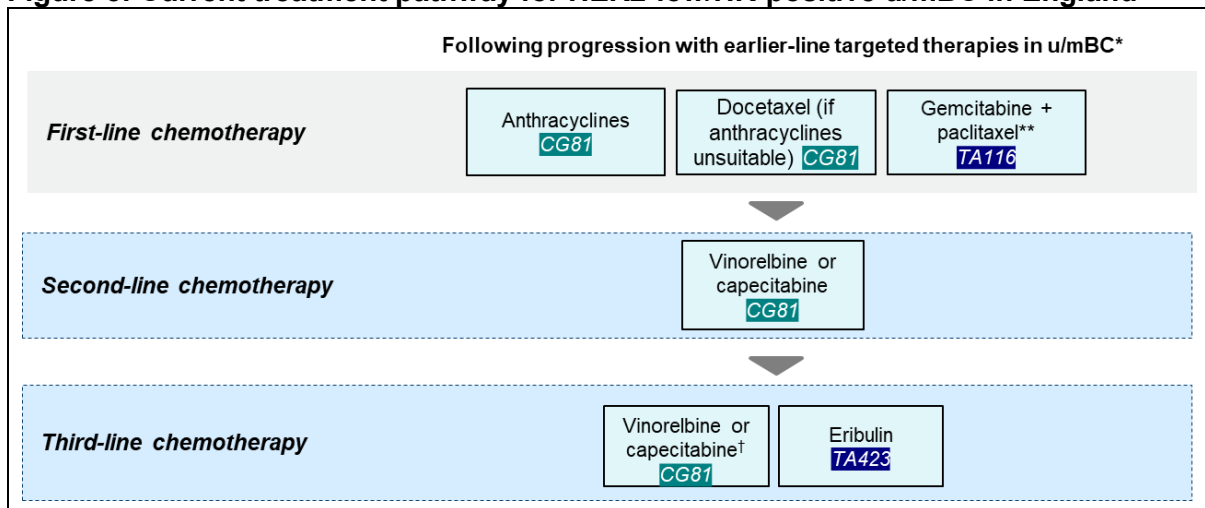 Following progression with earlier-line targeted therapies in u/mBC*
First-line chemotherapy
Anthracyclines
CG81
Docetaxel (if
anthracyclines
unsuitable) CG81
Gemcitabine +
paclitaxel**
TA116
Second-line chemotherapy
Vinorelbine or
capecitabine
CG81
Third-line chemotherapy
Vinorelbine or
capecitabine†
CG81
Eribulin
TA423